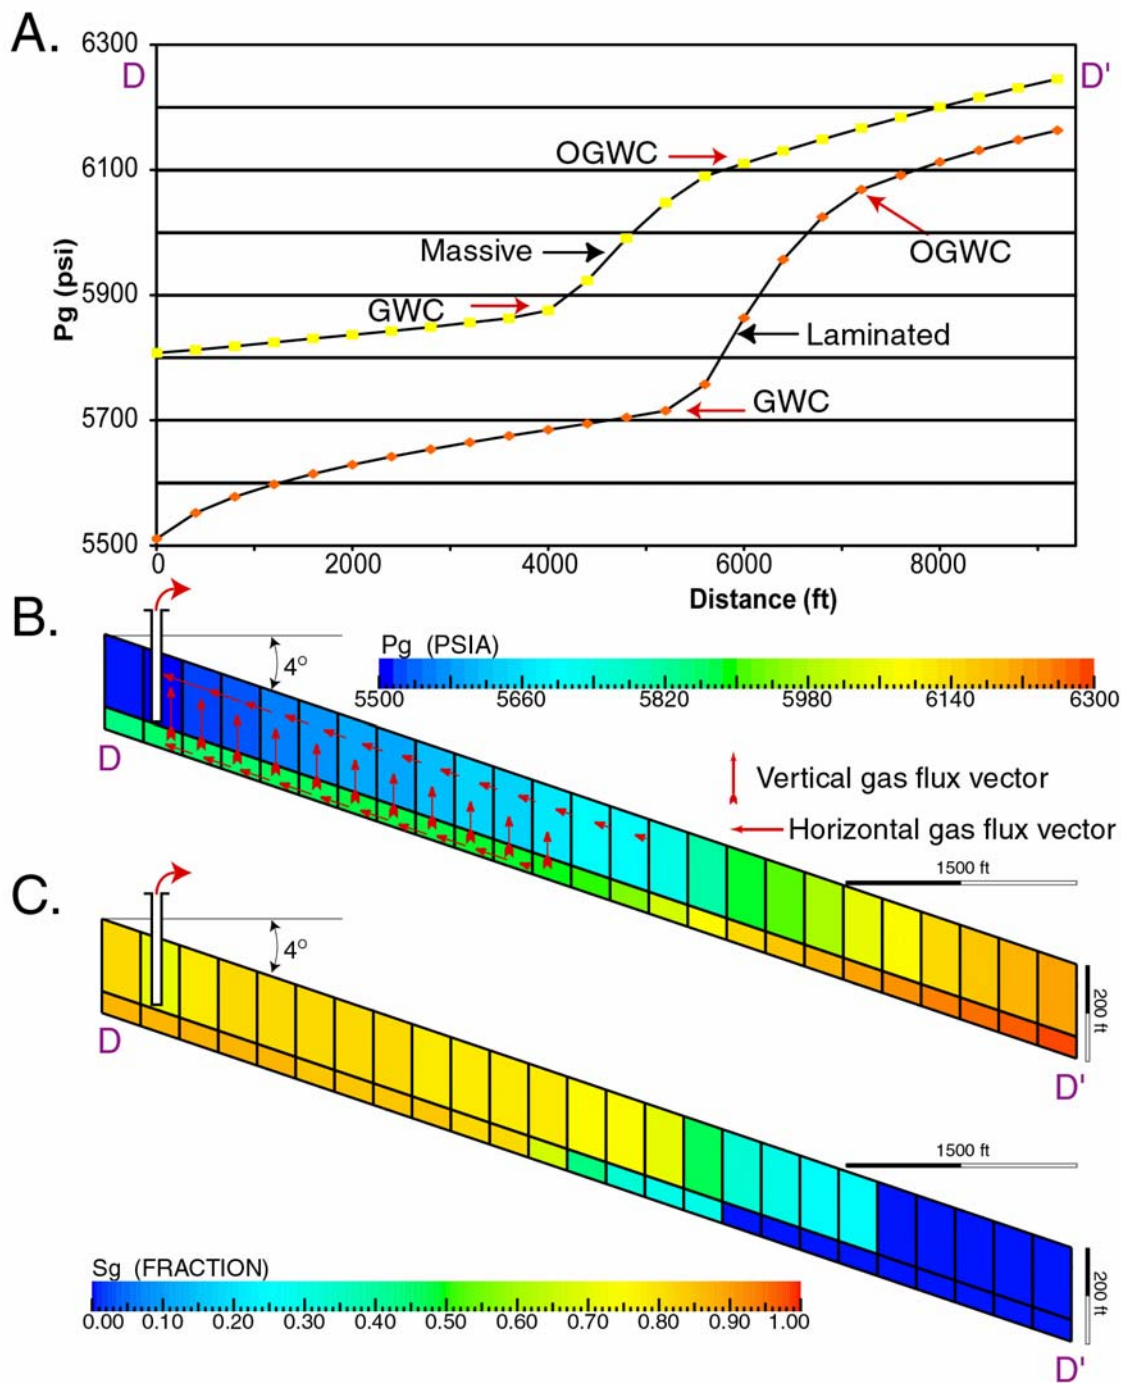 A.
6300
D
D'
OGWC
6100
Massive
OGWC
Pg (psi)
5900
GWC
Laminated
5700
GWC
5500
0 2000 4000 6000 8000
Distance (ft)
B.
4°
Pg (PSIA)
5500 5660 5820 5980 6140 6300
D
Vertical gas flux vector
Horizontal gas flux vector
1500 ft
C.
4°
200 ft
D
D'
1500 ft
Sg (FRACTION)
0.00 0.10 0.20 0.30 0.40 0.50 0.60 0.70 0.80 0.90 1.00
200 ft
D'